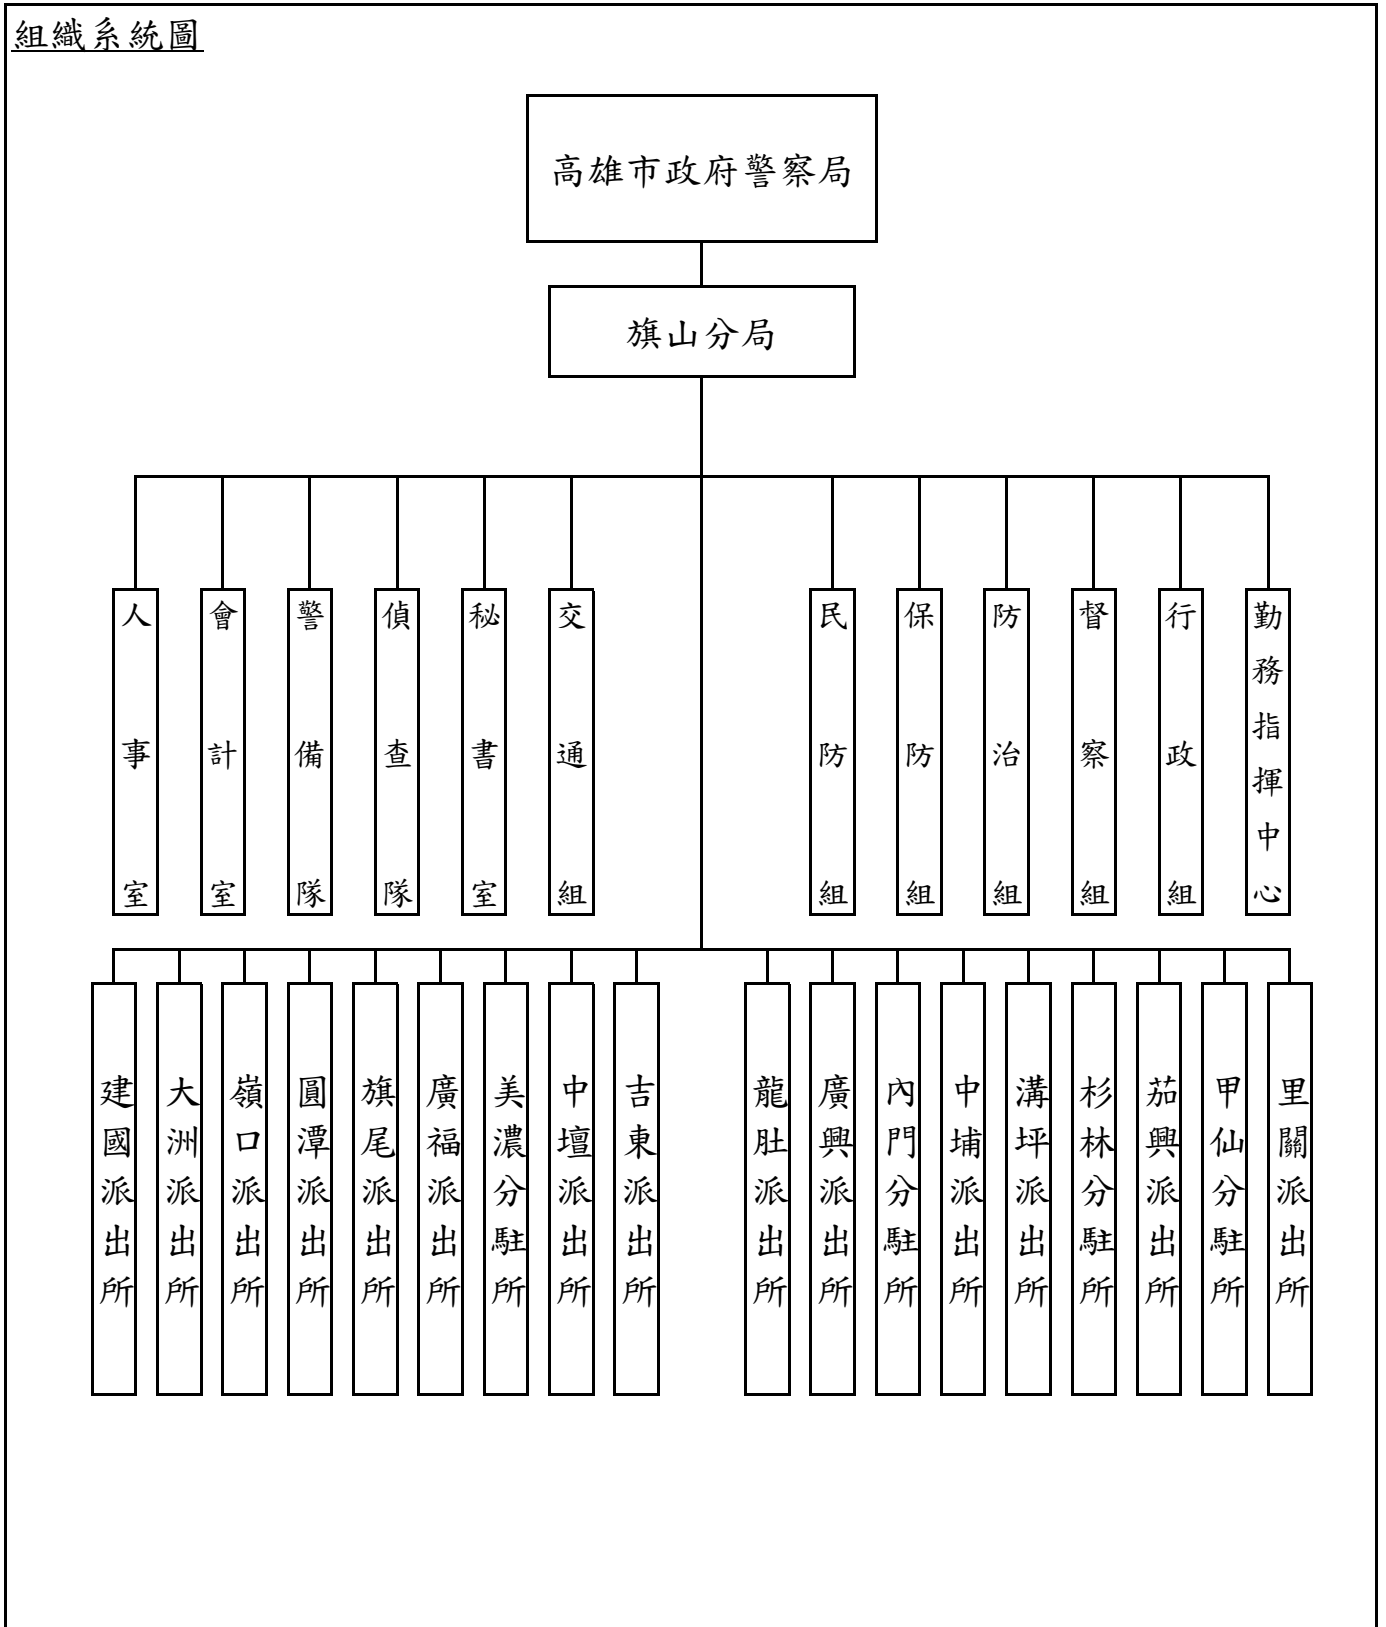 組織系統圖
高雄市政府警察局
旗山分局
人事室
會計室
警備隊
偵查隊
秘書室
交通組
民防組
保防組
防治組
督察組
行政組
勤務指揮中心
建國派出所
大洲派出所
嶺口派出所
圓潭派出所
旗尾派出所
廣福派出所
美濃分駐所
中壇派出所
吉東派出所
龍肚派出所
廣興派出所
內門分駐所
中埔派出所
溝坪派出所
杉林分駐所
茄興派出所
甲仙分駐所
里關派出所